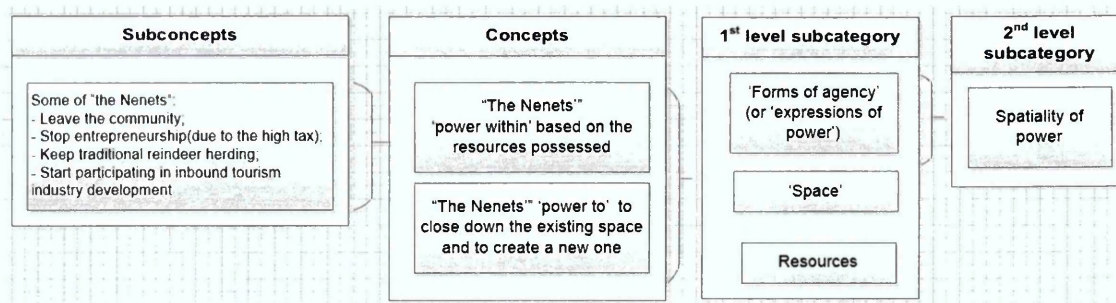 Subconcepts
Some of "the Nenets":
- Leave the community;
- Stop entrepreneurship(due to the high tax);
- Keep traditional reindeer herding;
- Start participating in inbound tourism
industry development
Concepts
"The Nenets'"
'power within' based on the
resources possessed
"The Nenets'" 'power to' to
close down the existing space
and to create a new one
1st level subcategory
'Forms of agency'
(or 'expressions of
power')
'Space'
Resources
2nd level
subcategory
Spatiality of
power